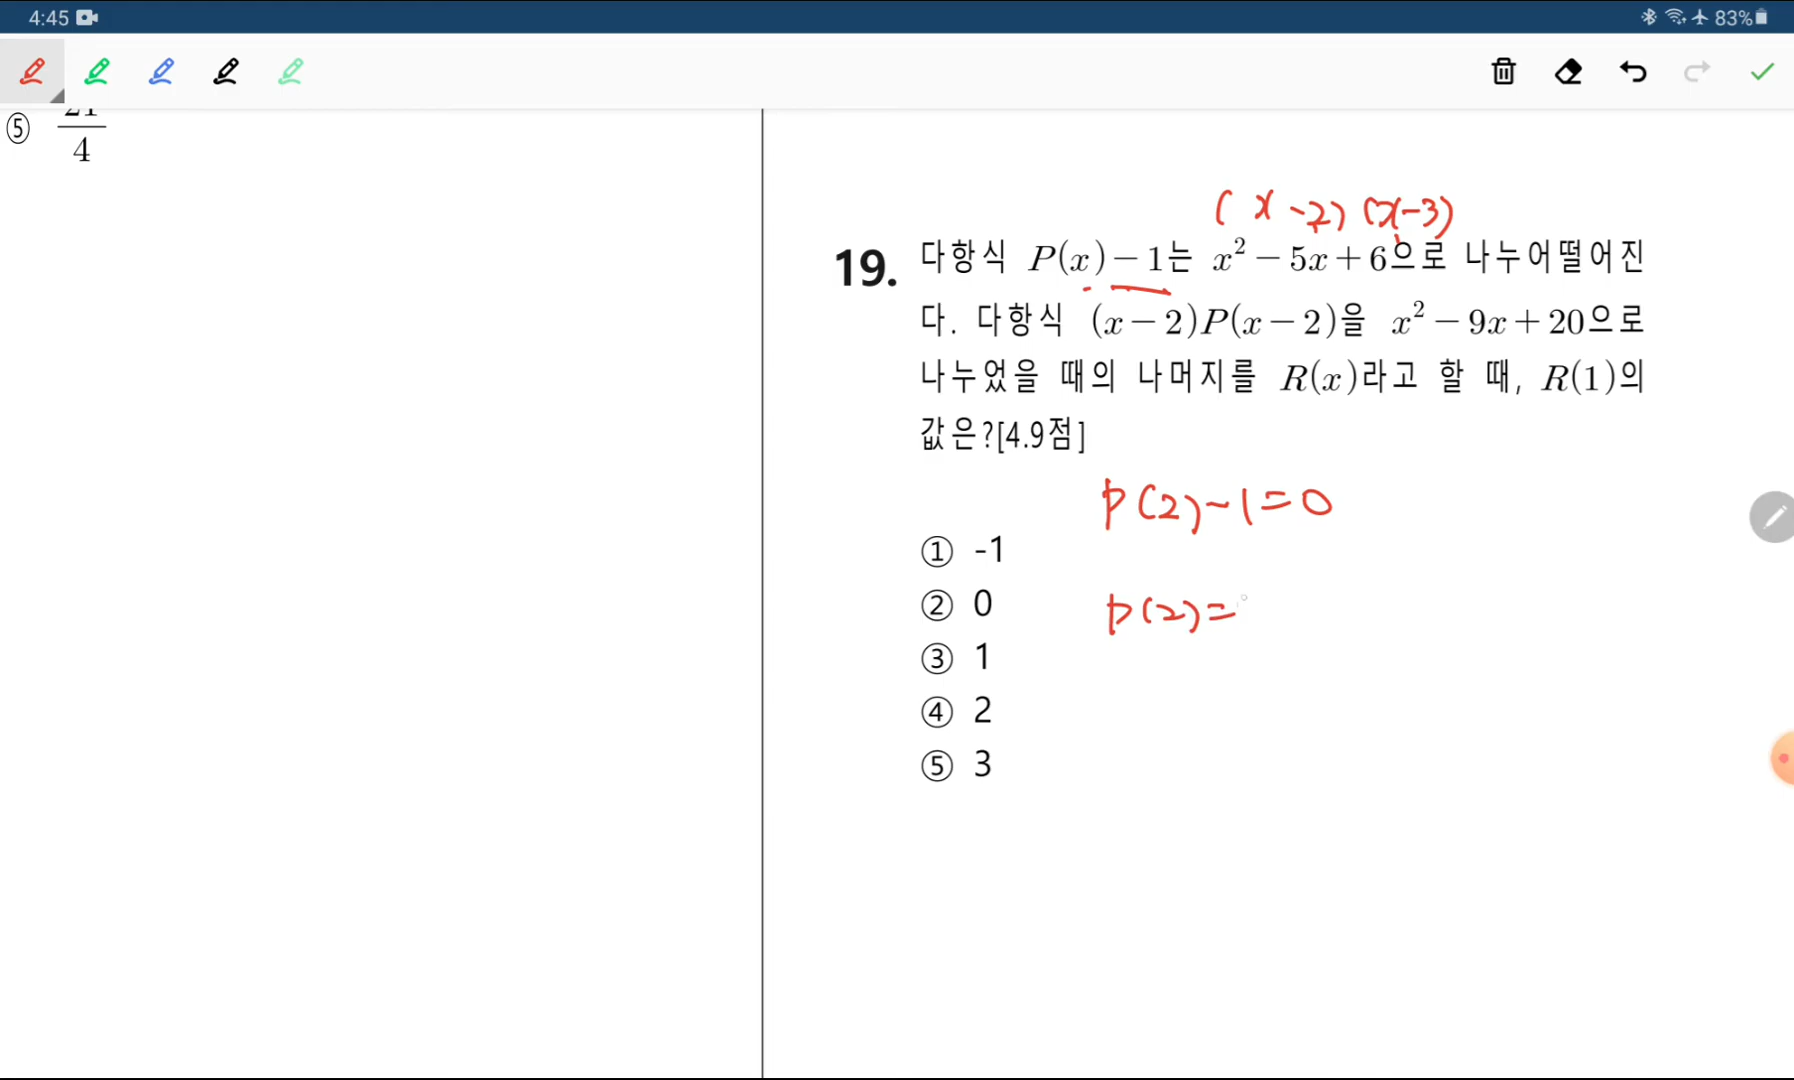 4:45
83%
⑤ 21/4
(x-2)(x-3)
19. 다항식 P(x)-1는 x²-5x+6으로 나누어떨어진
다. 다항식 (x-2)P(x-2)을 x²-9x+20으로
나누었을 때의 나머지를 R(x)라고 할 때, R(1)의
값은?[4.9점]
P(2)-1=0
① -1
② 0
P(2)=
③ 1
④ 2
⑤ 3